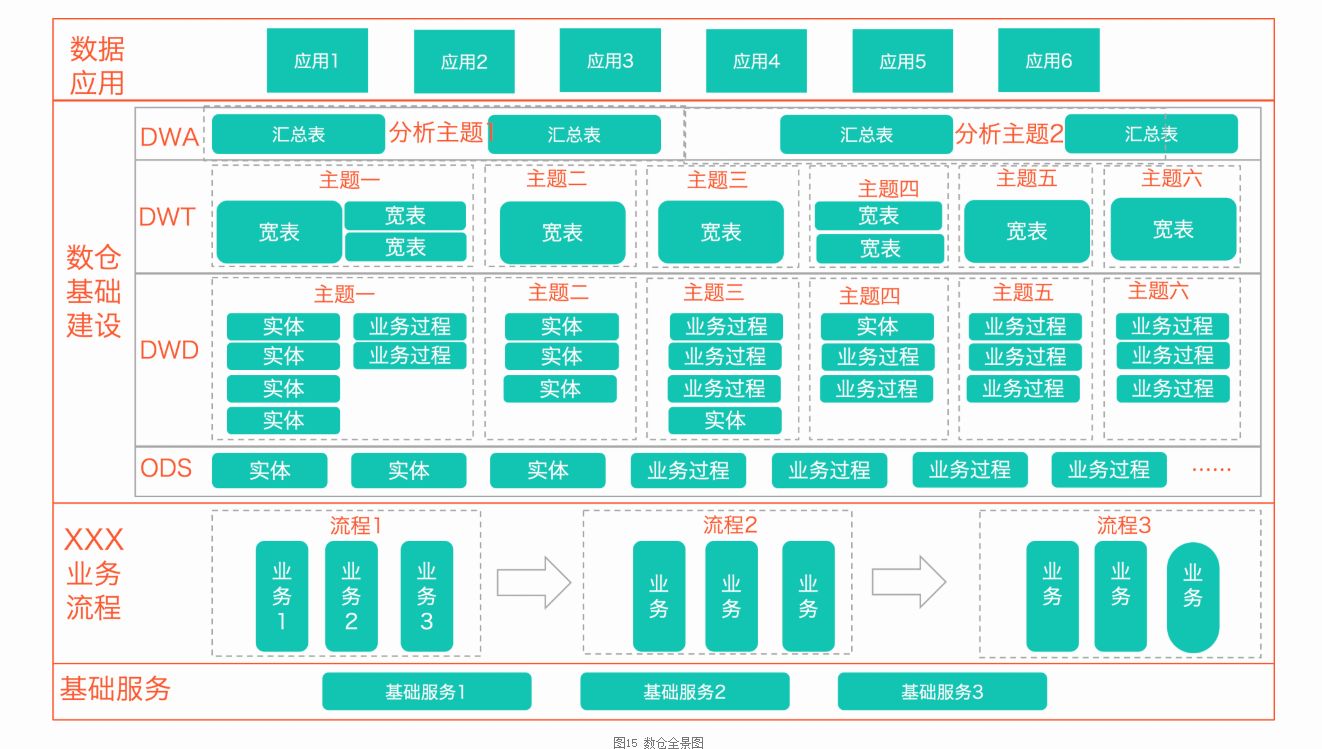 数据
应用
应用1
应用2
应用3
应用4
应用5
应用6
数仓
基础
建设
DWA
汇总表
分析主题1
汇总表
汇总表
分析主题2
汇总表
DWT
主题一
宽表
宽表
宽表
主题二
宽表
主题三
宽表
主题四
宽表
宽表
主题五
宽表
主题六
宽表
DWD
主题一
实体
业务过程
实体
业务过程
实体
实体
主题二
实体
实体
实体
主题三
业务过程
业务过程
业务过程
实体
主题四
实体
业务过程
业务过程
主题五
业务过程
业务过程
业务过程
主题六
业务过程
业务过程
业务过程
ODS
实体
实体
实体
业务过程
业务过程
业务过程
业务过程
……
XXX
业务
流程
流程1
业
务
1
业
务
2
业
务
3
流程2
业
务
业
务
业
务
流程3
业
务
业
务
业
务
基础服务
基础服务1
基础服务2
基础服务3
图15 数仓全景图